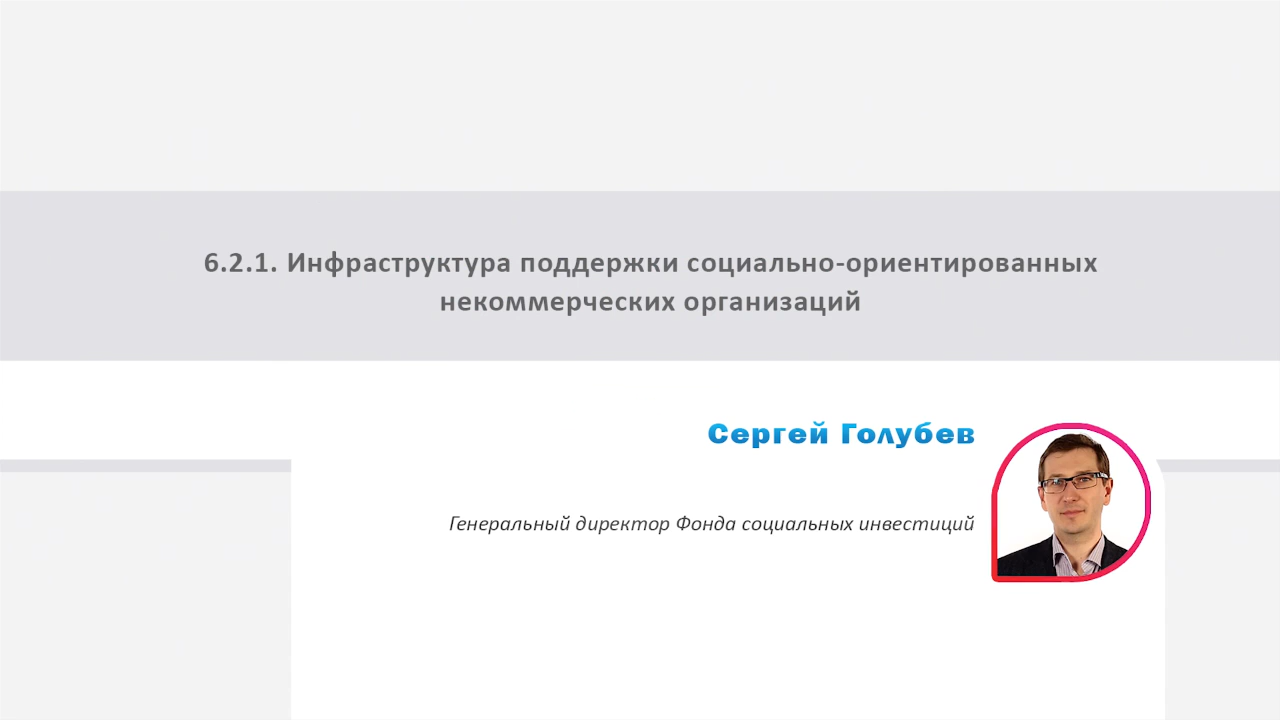 6.2.1. Инфраструктура поддержки социально-ориентированных
некоммерческих организаций
Сергей Голубев
Генеральный директор Фонда социальных инвестиций